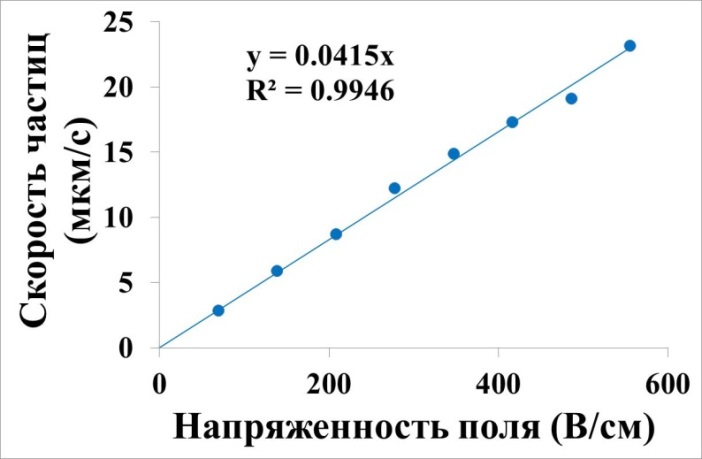 Скорость частиц
(мкм/с)
25
20
15
10
5
0
y = 0.0415x
R² = 0.9946
0 200 400 600
Напряженность поля (В/см)